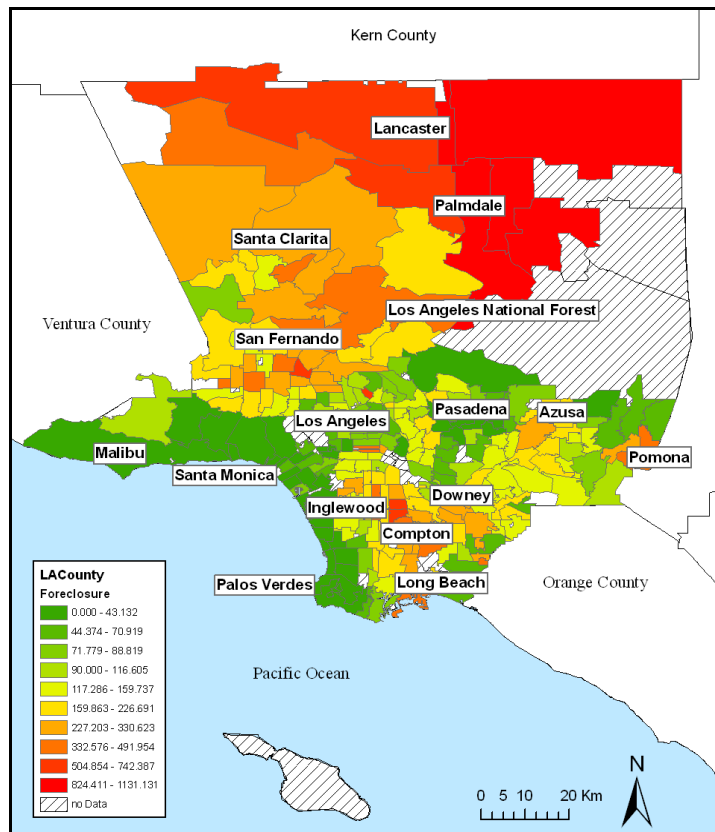 Kern County
Lancaster
Palmdale
Santa Clarita
Los Angeles National Forest
Ventura County
San Fernando
Pasadena
Azusa
Los Angeles
Malibu
Pomona
Santa Monica
Downey
Inglewood
Compton
Palos Verdes
Long Beach
Orange County
Pacific Ocean
LACounty
Foreclosure
0.000 - 43.132
44.374 - 70.919
71.779 - 88.819
90.000 - 116.605
117.286 - 159.737
159.863 - 226.691
227.203 - 330.623
332.576 - 491.954
504.854 - 742.387
824.411 - 1131.131
no Data
N
0 5 10 20 Km